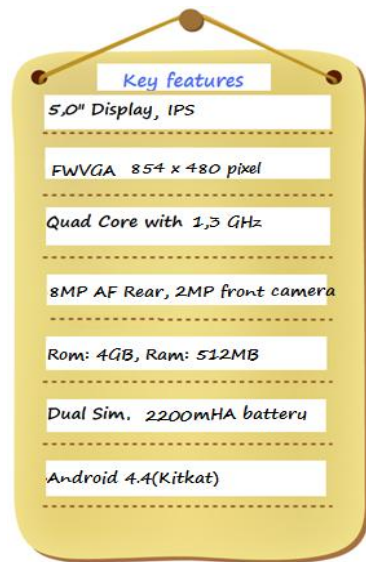 Key features
5,0" Display, IPS
FWVGA 854 x 480 pixel
Quad Core with 1,3 GHz
8MP AF Rear, 2MP front camera
Rom: 4GB, Ram: 512MB
Dual Sim. 2200mHA batteru
Android 4.4(Kitkat)